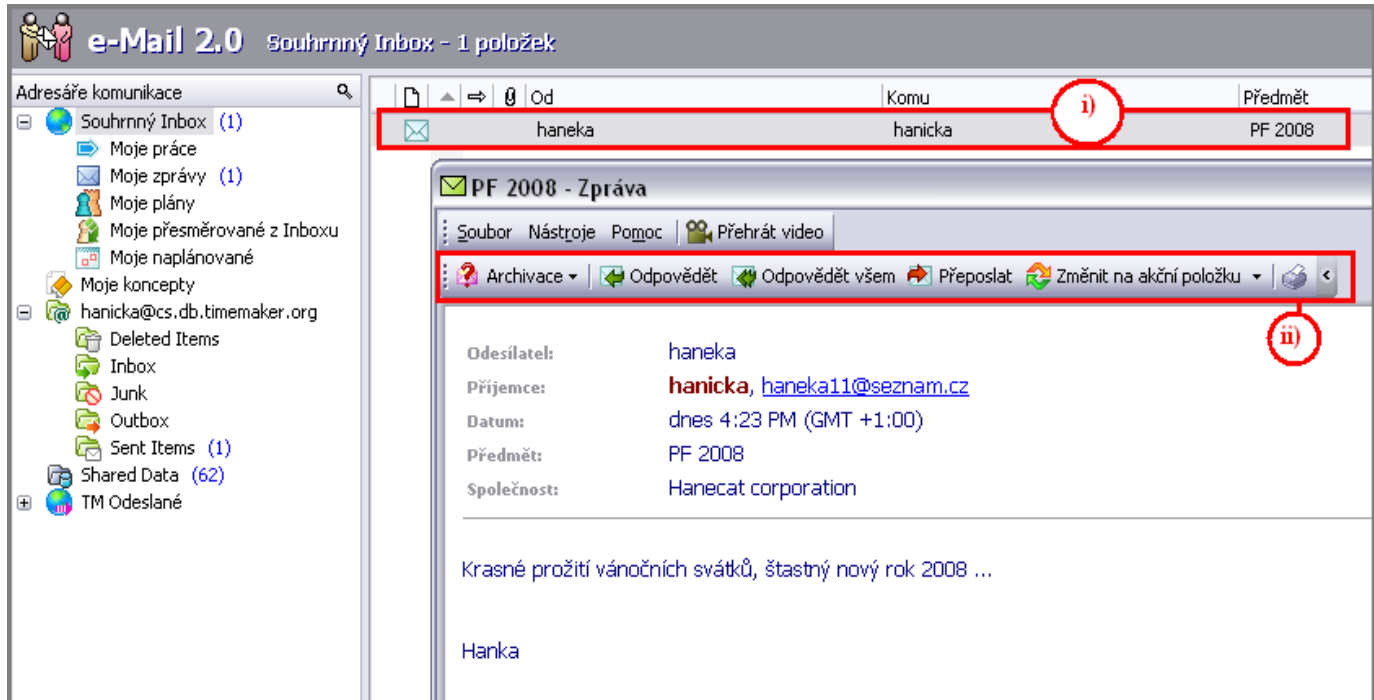 e-Mail 2.0 Souhrnný Inbox - 1 položek
Adresáře komunikace
Souhrnný Inbox (1)
Moje práce
Moje zprávy (1)
Moje plány
Moje přesměrované z Inboxu
Moje naplánované
Moje koncepty
hanicka@cs.db.timemaker.org
Deleted Items
Inbox
Junk
Outbox
Sent Items (1)
Shared Data (62)
TM Odeslané
Od Komu Předmět
i)
haneka hanicka PF 2008
PF 2008 - Zpráva
Soubor Nástroje Pomoc Přehrát video
Archivace Odpovědět Odpovědět všem Přeposlat Změnit na akční položku
ii)
Odesílatel: haneka
Příjemce: hanicka, haneka11@seznam.cz
Datum: dnes 4:23 PM (GMT +1:00)
Předmět: PF 2008
Společnost: Hanecat corporation
Krasné prožití vánočních svátků, štastný nový rok 2008 ...
Hanka